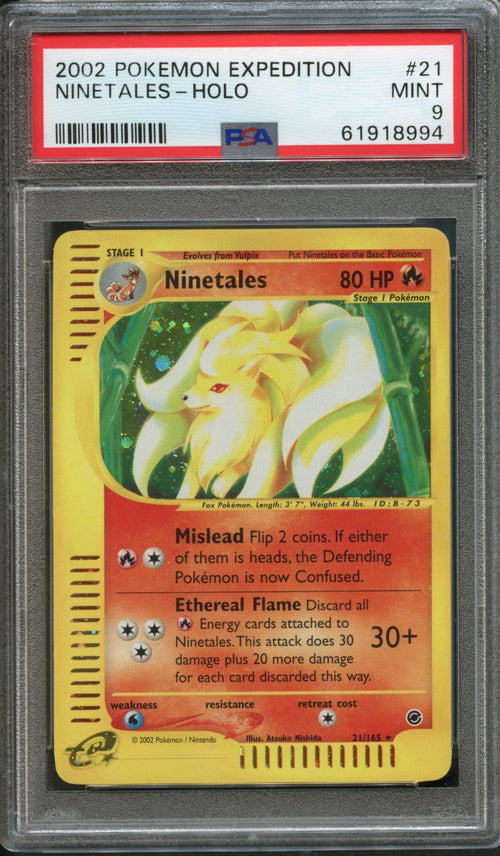 2002 POKEMON EXPEDITION #21
NINETALES - HOLO MINT
9
PSA 61918994
STAGE 1 Evolves from Vulpix Put Ninetales on the Basic Pokémon
Ninetales 80 HP
Stage 1 Pokémon
Fox Pokémon. Length: 3' 7", Weight: 44 lbs. ID: B-73
Mislead Flip 2 coins. If either
of them is heads, the Defending
Pokémon is now Confused.
Ethereal Flame Discard all
Energy cards attached to
Ninetales. This attack does 30 30+
damage plus 20 more damage
for each card discarded this way.
weakness resistance retreat cost
© 2002 Pokémon / Nintendo Illus. Atsuko Nishida 21/165 ★
e